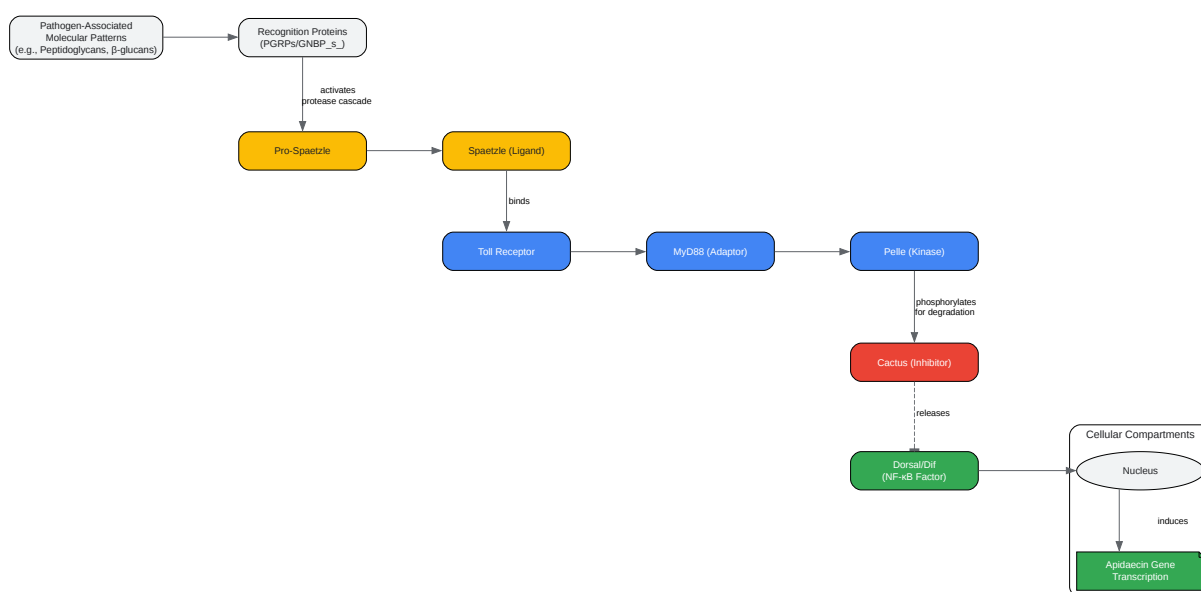 Pathogen-Associated
Molecular Patterns
(e.g., Peptidoglycans, β-glucans)
Recognition Proteins
(PGRPs/GNBP_s_)
activates
protease cascade
Pro-Spaetzle
Spaetzle (Ligand)
binds
Toll Receptor
MyD88 (Adaptor)
Pelle (Kinase)
phosphorylates
for degradation
Cactus (Inhibitor)
releases
Dorsal/Dif
(NF-κB Factor)
Cellular Compartments
Nucleus
induces
Apidaecin Gene
Transcription